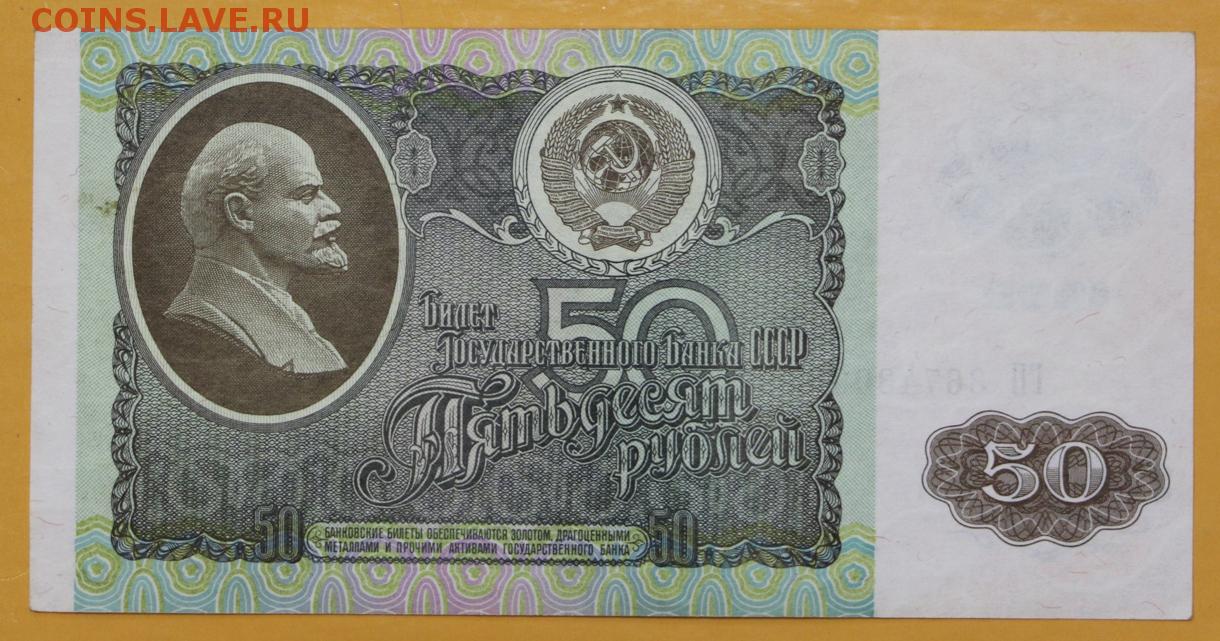 COINS.LAVE.RU
50
Билет
Государственного Банка СССР
Пятьдесят
рублей
50
50 БАНКОВСКИЕ БИЛЕТЫ ОБЕСПЕЧИВАЮТСЯ ЗОЛОТОМ, ДРАГОЦЕННЫМИ 50
МЕТАЛЛАМИ И ПРОЧИМИ АКТИВАМИ ГОСУДАРСТВЕННОГО БАНКА